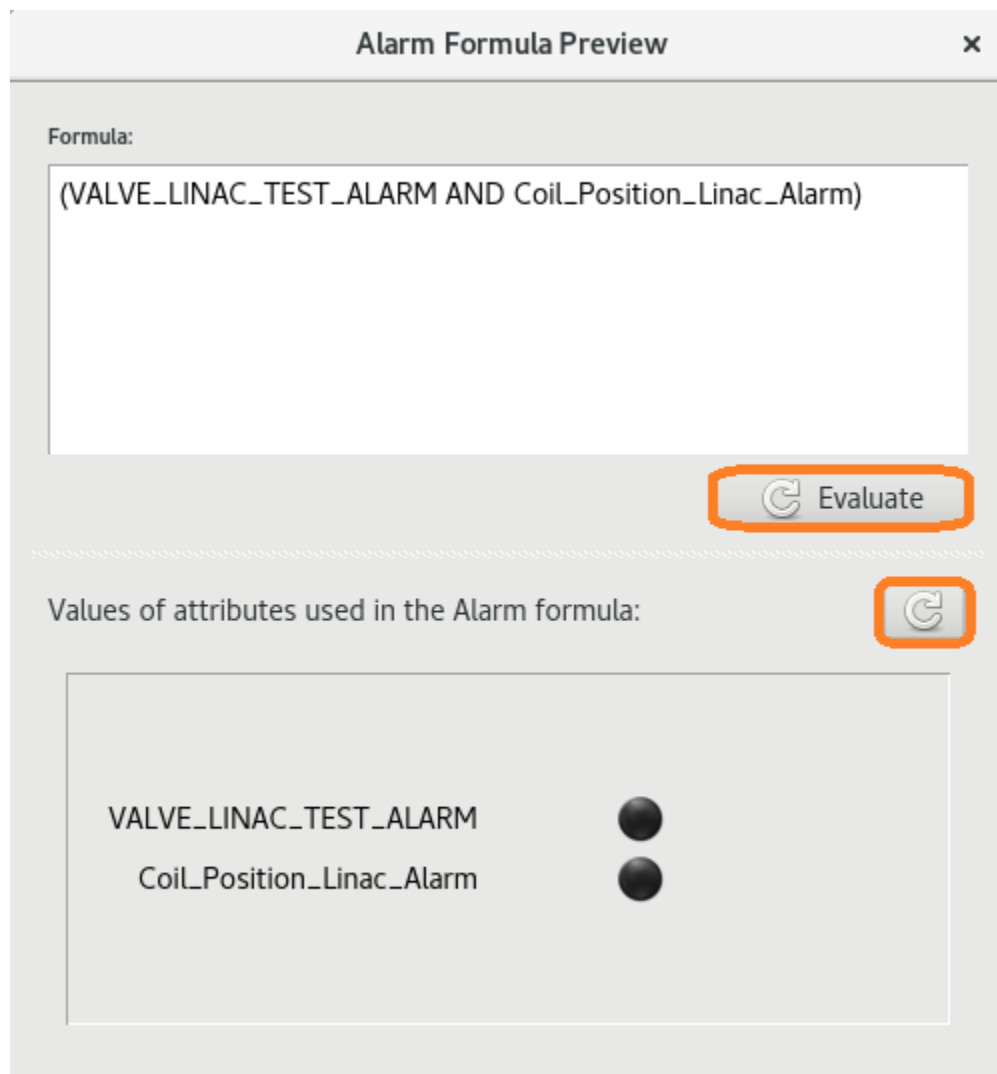 Alarm Formula Preview
Formula:
(VALVE_LINAC_TEST_ALARM AND Coil_Position_Linac_Alarm)
Evaluate
Values of attributes used in the Alarm formula:
VALVE_LINAC_TEST_ALARM
Coil_Position_Linac_Alarm